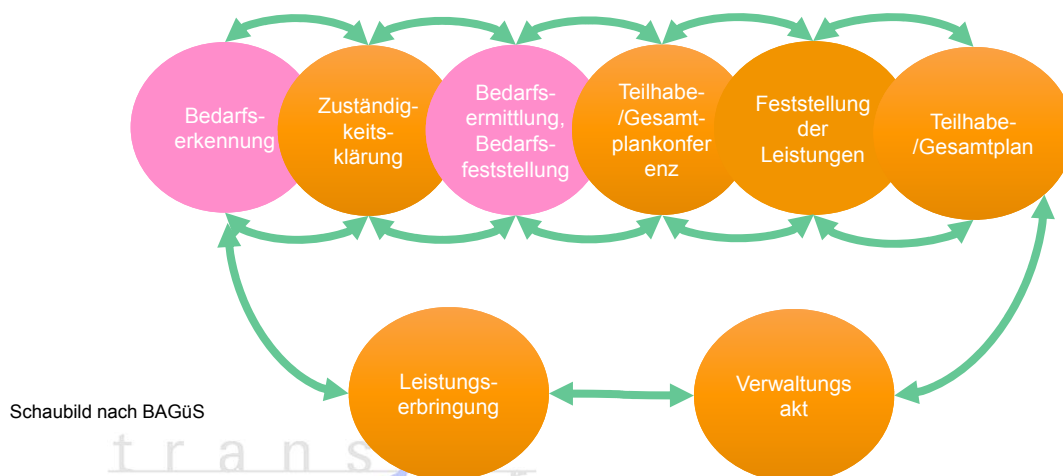 Bedarfs-
erkennung
Zuständig-
keits-
klärung
Bedarfs-
ermittlung,
Bedarfs-
feststellung
Teilhabe-
/Gesamt-
plankonfer
enz
Feststellung
der
Leistungen
Teilhabe-
/Gesamtplan
Leistungs-
erbringung
Verwaltungs
akt
Schaubild nach BAGüS
trans